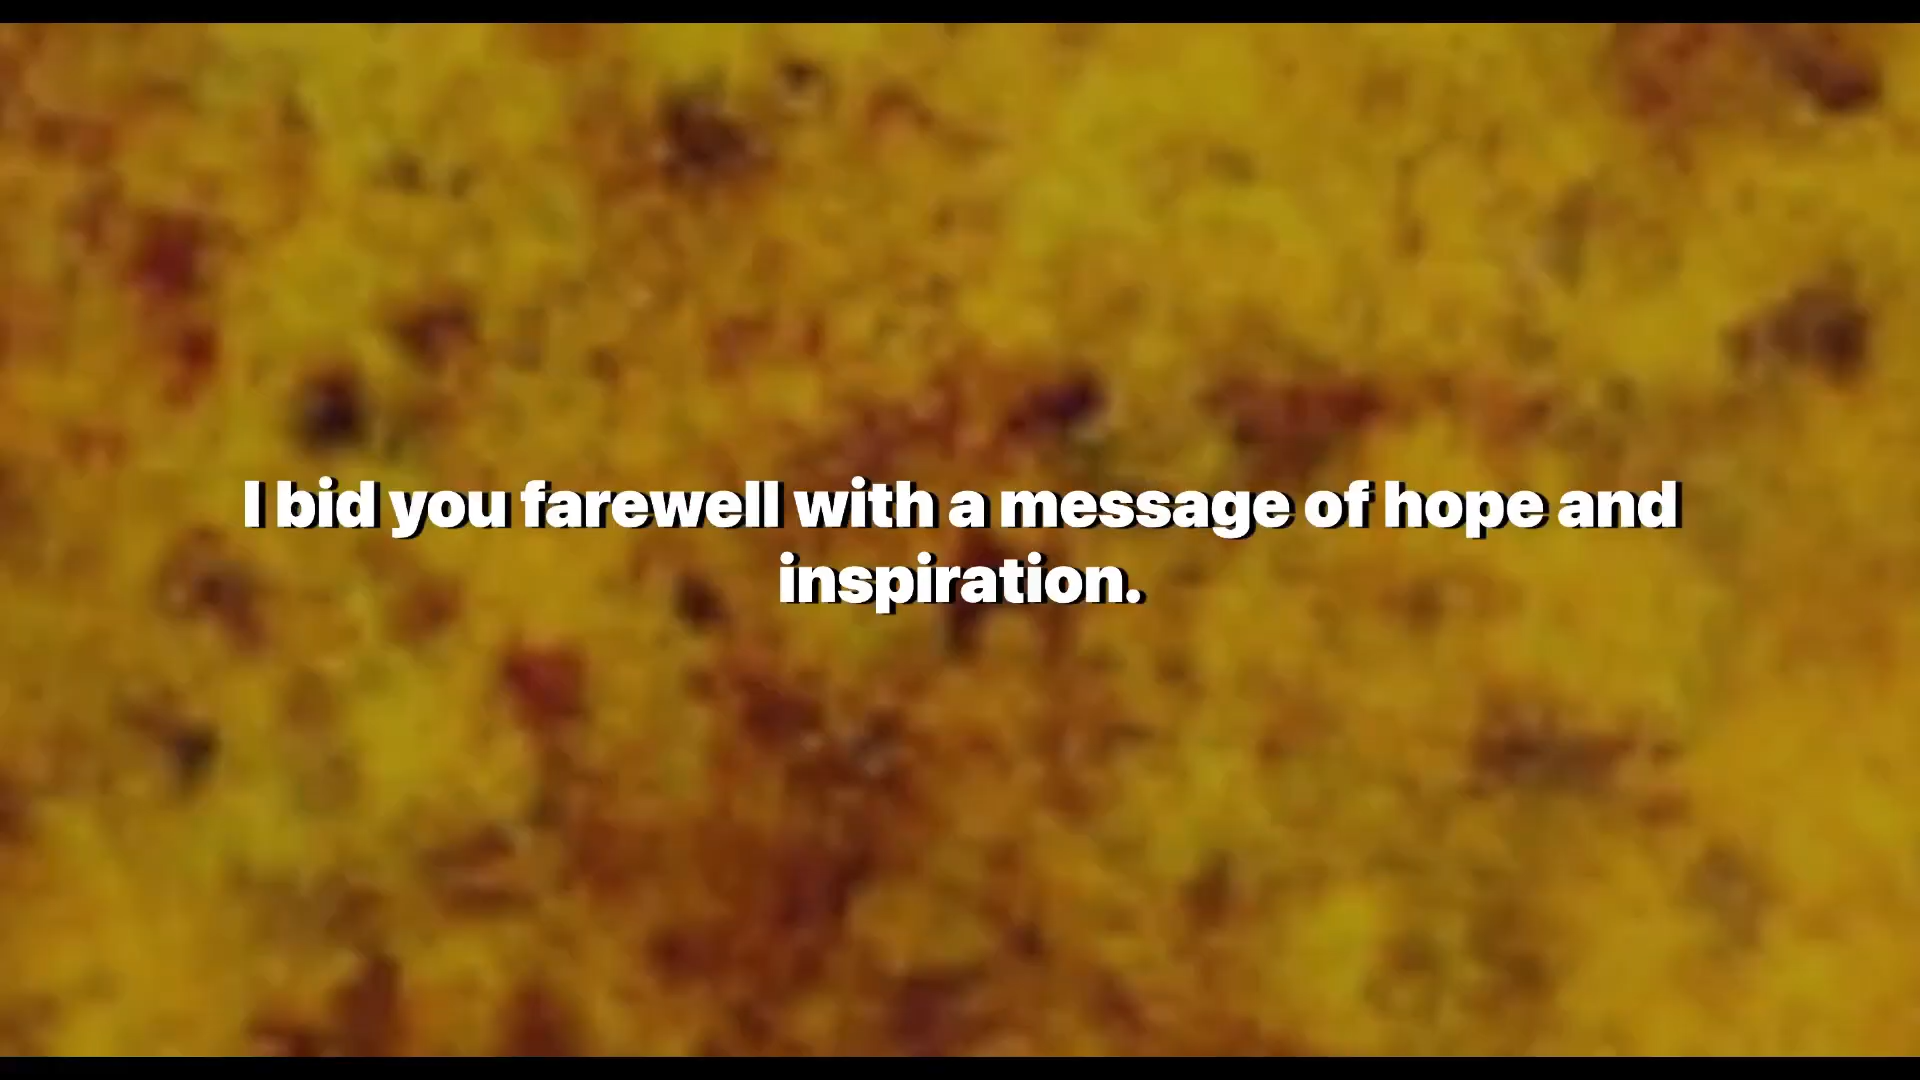 I bid you farewell with a message of hope and
inspiration.